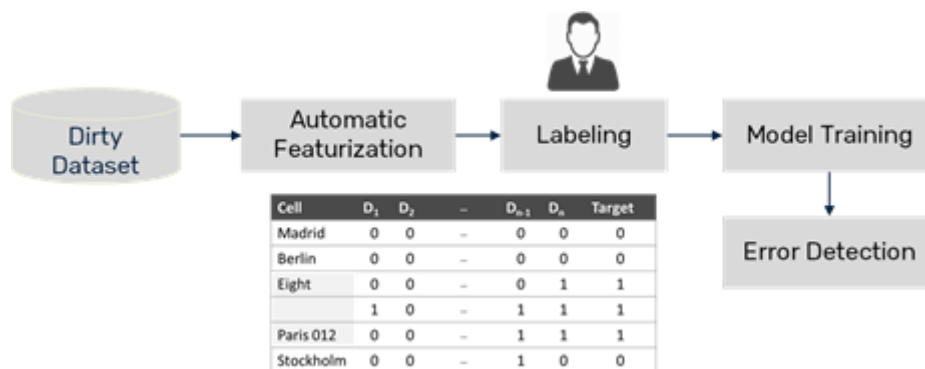 Dirty
Dataset
Automatic
Featurization
Labeling
Model Training
Error Detection
Cell D₁ D₂ – Dₙ₋₁ Dₙ Target
Madrid 0 0 – 0 0 0
Berlin 0 0 – 0 0 0
Eight 0 0 – 0 1 1
1 0 – 1 1 1
Paris 012 0 0 – 1 1 1
Stockholm 0 0 – 1 0 0